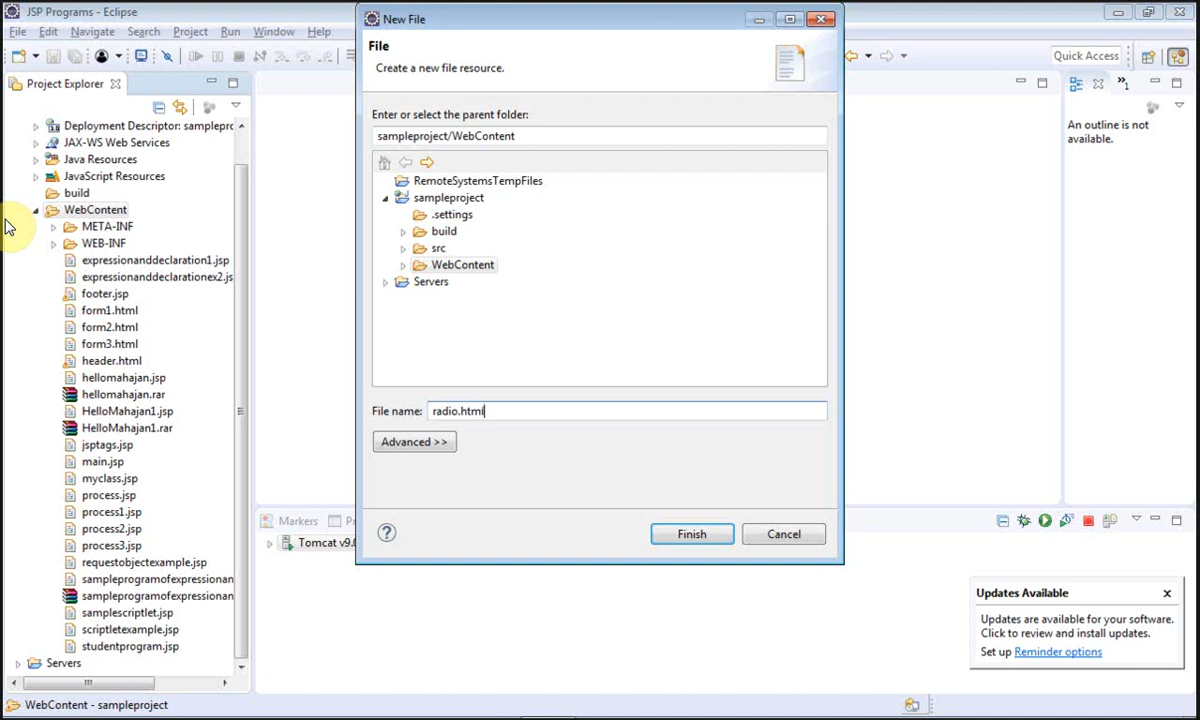 JSP Programs - Eclipse
File Edit Navigate Search Project Run Window Help
Quick Access
Project Explorer
Deployment Descriptor: samplepro
JAX-WS Web Services
Java Resources
JavaScript Resources
build
WebContent
META-INF
WEB-INF
expressionanddeclaration1.jsp
expressionanddeclarationex2.js
footer.jsp
form1.html
form2.html
form3.html
header.html
hellomahajan.jsp
hellomahajan.rar
HelloMahajan1.jsp
HelloMahajan1.rar
jsptags.jsp
main.jsp
myclass.jsp
process.jsp
process1.jsp
process2.jsp
process3.jsp
requestobjectexample.jsp
sampleprogramofexpressionan
sampleprogramofexpressionan
samplescriptlet.jsp
scriptletexample.jsp
studentprogram.jsp
Servers
WebContent - sampleproject
New File
File
Create a new file resource.
Enter or select the parent folder:
sampleproject/WebContent
RemoteSystemsTempFiles
sampleproject
.settings
build
src
WebContent
Servers
File name: radio.html
Advanced >>
Finish Cancel
An outline is not
available.
Markers Pr
Tomcat v9.0
Updates Available
Updates are available for your software.
Click to review and install updates.
Set up Reminder options